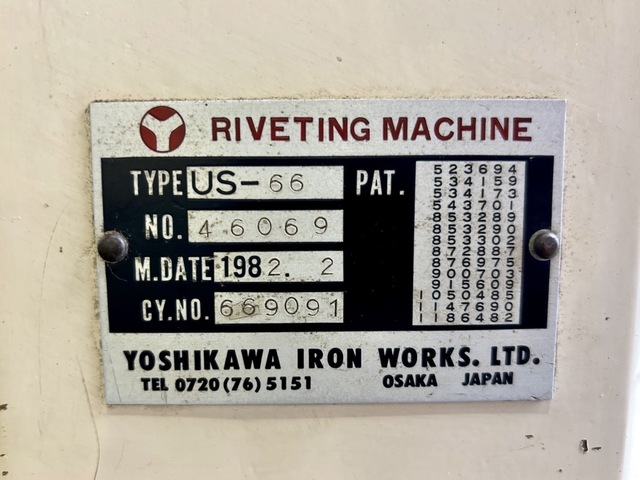 RIVETING MACHINE
TYPE US-66
NO. 46069
M.DATE 1982. 2
CY.NO. 669091
PAT.
523694
534159
534173
543701
853289
853290
853302
872887
876975
900703
915609
1050485
1147690
1186482
YOSHIKAWA IRON WORKS. LTD.
TEL 0720(76)5151 OSAKA JAPAN